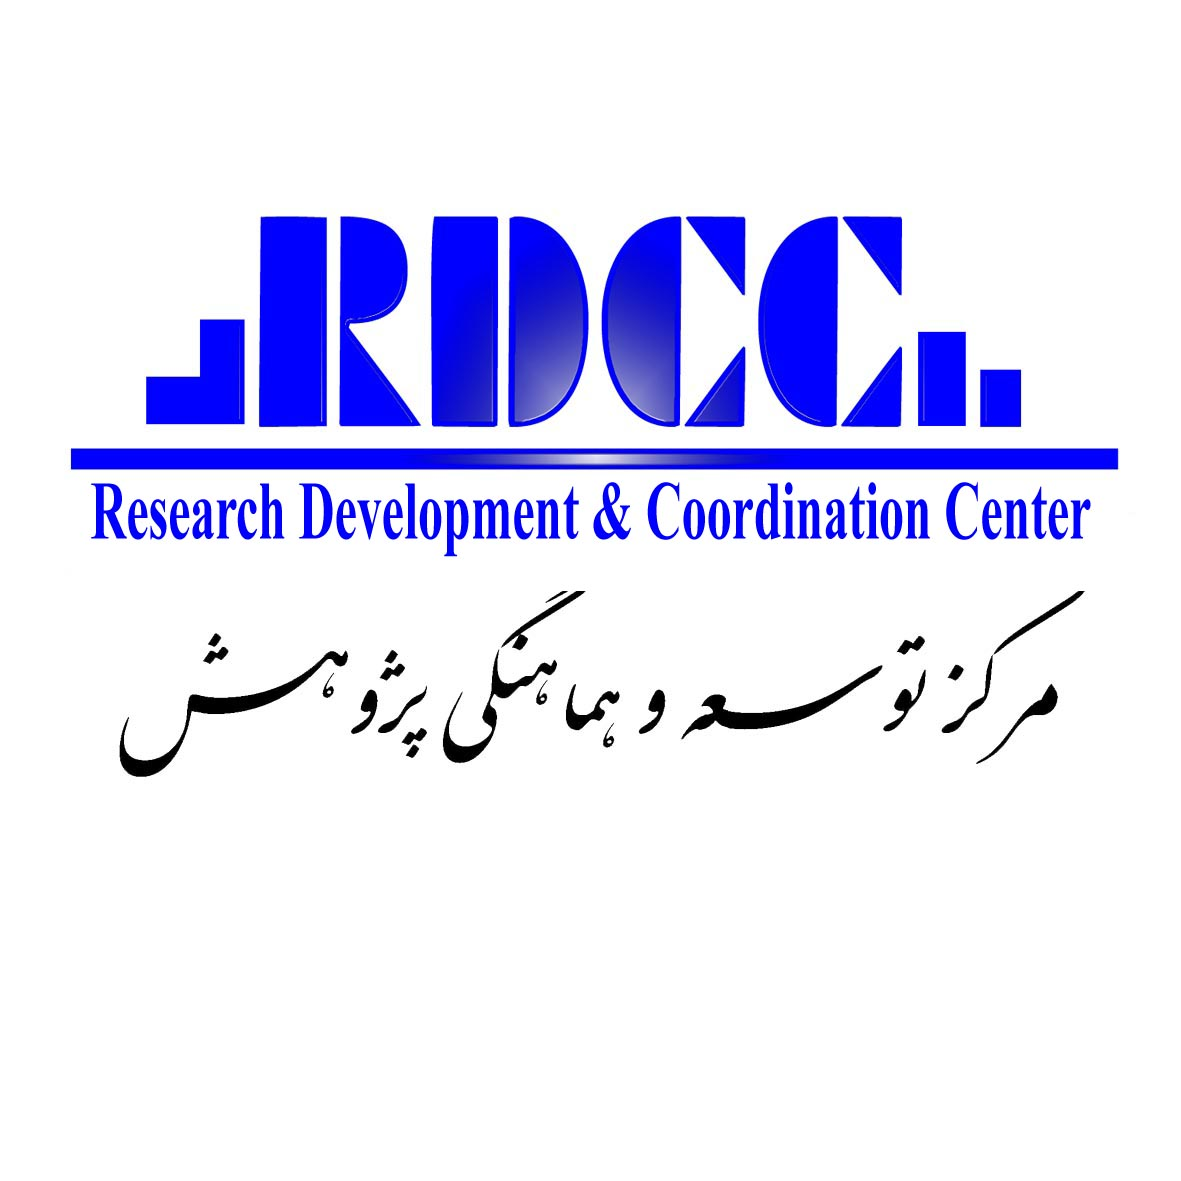 RDCC
Research Development & Coordination Center
مرکز توسعه و هماهنگی پژوهش